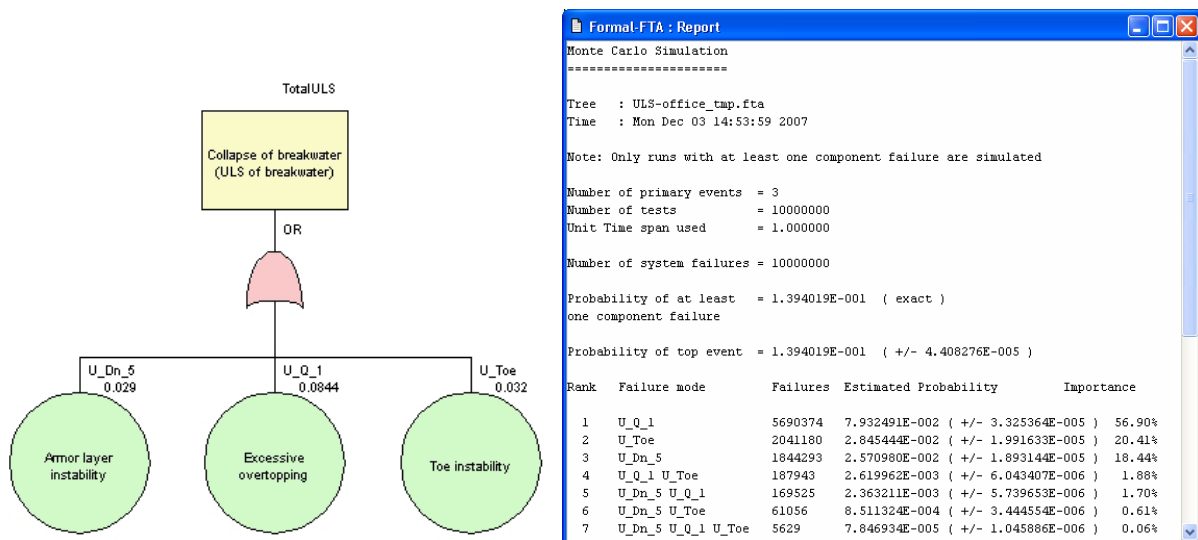 TotalULS
Collapse of breakwater
(ULS of breakwater)
OR
U_Dn_5
0.029
U_Q_1
0.0844
U_Toe
0.032
Armor layer
instability
Excessive
overtopping
Toe instability
Formal-FTA : Report
Monte Carlo Simulation
======================
Tree : ULS-office_tmp.fta
Time : Mon Dec 03 14:53:59 2007
Note: Only runs with at least one component failure are simulated
Number of primary events = 3
Number of tests = 10000000
Unit Time span used = 1.000000
Number of system failures = 10000000
Probability of at least = 1.394019E-001 ( exact )
one component failure
Probability of top event = 1.394019E-001 ( +/- 4.408276E-005 )
Rank Failure mode Failures Estimated Probability Importance
1 U_Q_1 5690374 7.932491E-002 ( +/- 3.325364E-005 ) 56.90%
2 U_Toe 2041180 2.845444E-002 ( +/- 1.991633E-005 ) 20.41%
3 U_Dn_5 1844293 2.570980E-002 ( +/- 1.893144E-005 ) 18.44%
4 U_Q_1 U_Toe 187943 2.619962E-003 ( +/- 6.043407E-006 ) 1.88%
5 U_Dn_5 U_Q_1 169525 2.363211E-003 ( +/- 5.739653E-006 ) 1.70%
6 U_Dn_5 U_Toe 61056 8.511324E-004 ( +/- 3.444554E-006 ) 0.61%
7 U_Dn_5 U_Q_1 U_Toe 5629 7.846934E-005 ( +/- 1.045886E-006 ) 0.06%